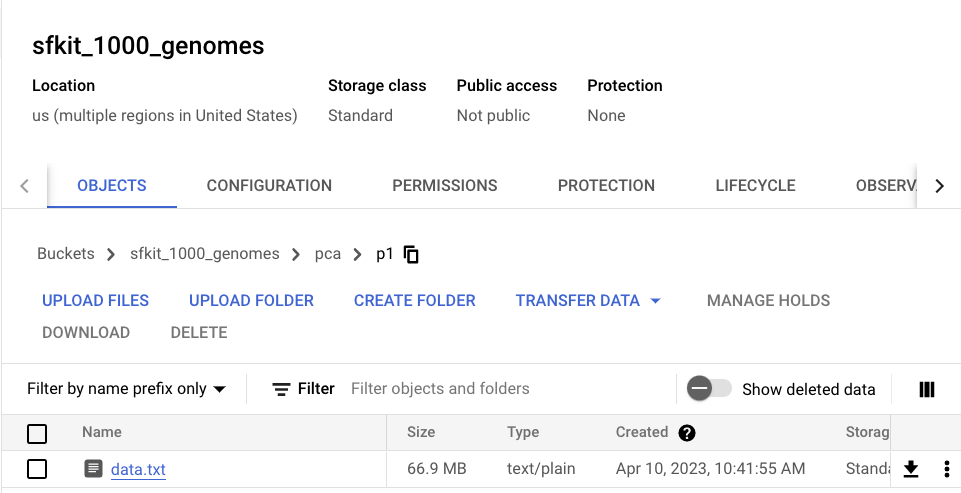 sfkit_1000_genomes
Location Storage class Public access Protection
us (multiple regions in United States) Standard Not public None
OBJECTS CONFIGURATION PERMISSIONS PROTECTION LIFECYCLE OBSERV
Buckets sfkit_1000_genomes pca p1
UPLOAD FILES UPLOAD FOLDER CREATE FOLDER TRANSFER DATA MANAGE HOLDS
DOWNLOAD DELETE
Filter by name prefix only Filter Filter objects and folders Show deleted data
Name Size Type Created Storag
data.txt 66.9 MB text/plain Apr 10, 2023, 10:41:55 AM Standa